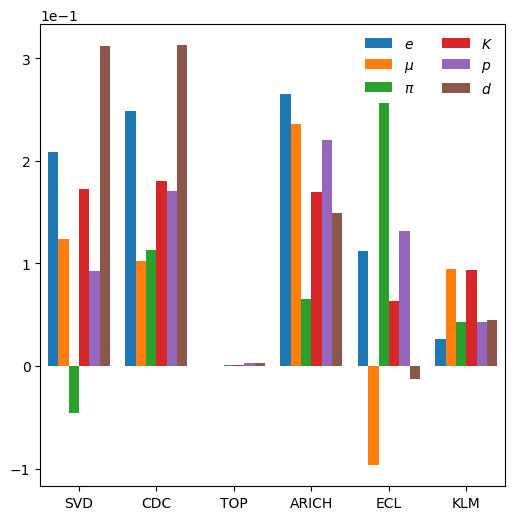 1e−1
3
2
1
0
−1
e K
μ p
π d
SVD CDC TOP ARICH ECL KLM